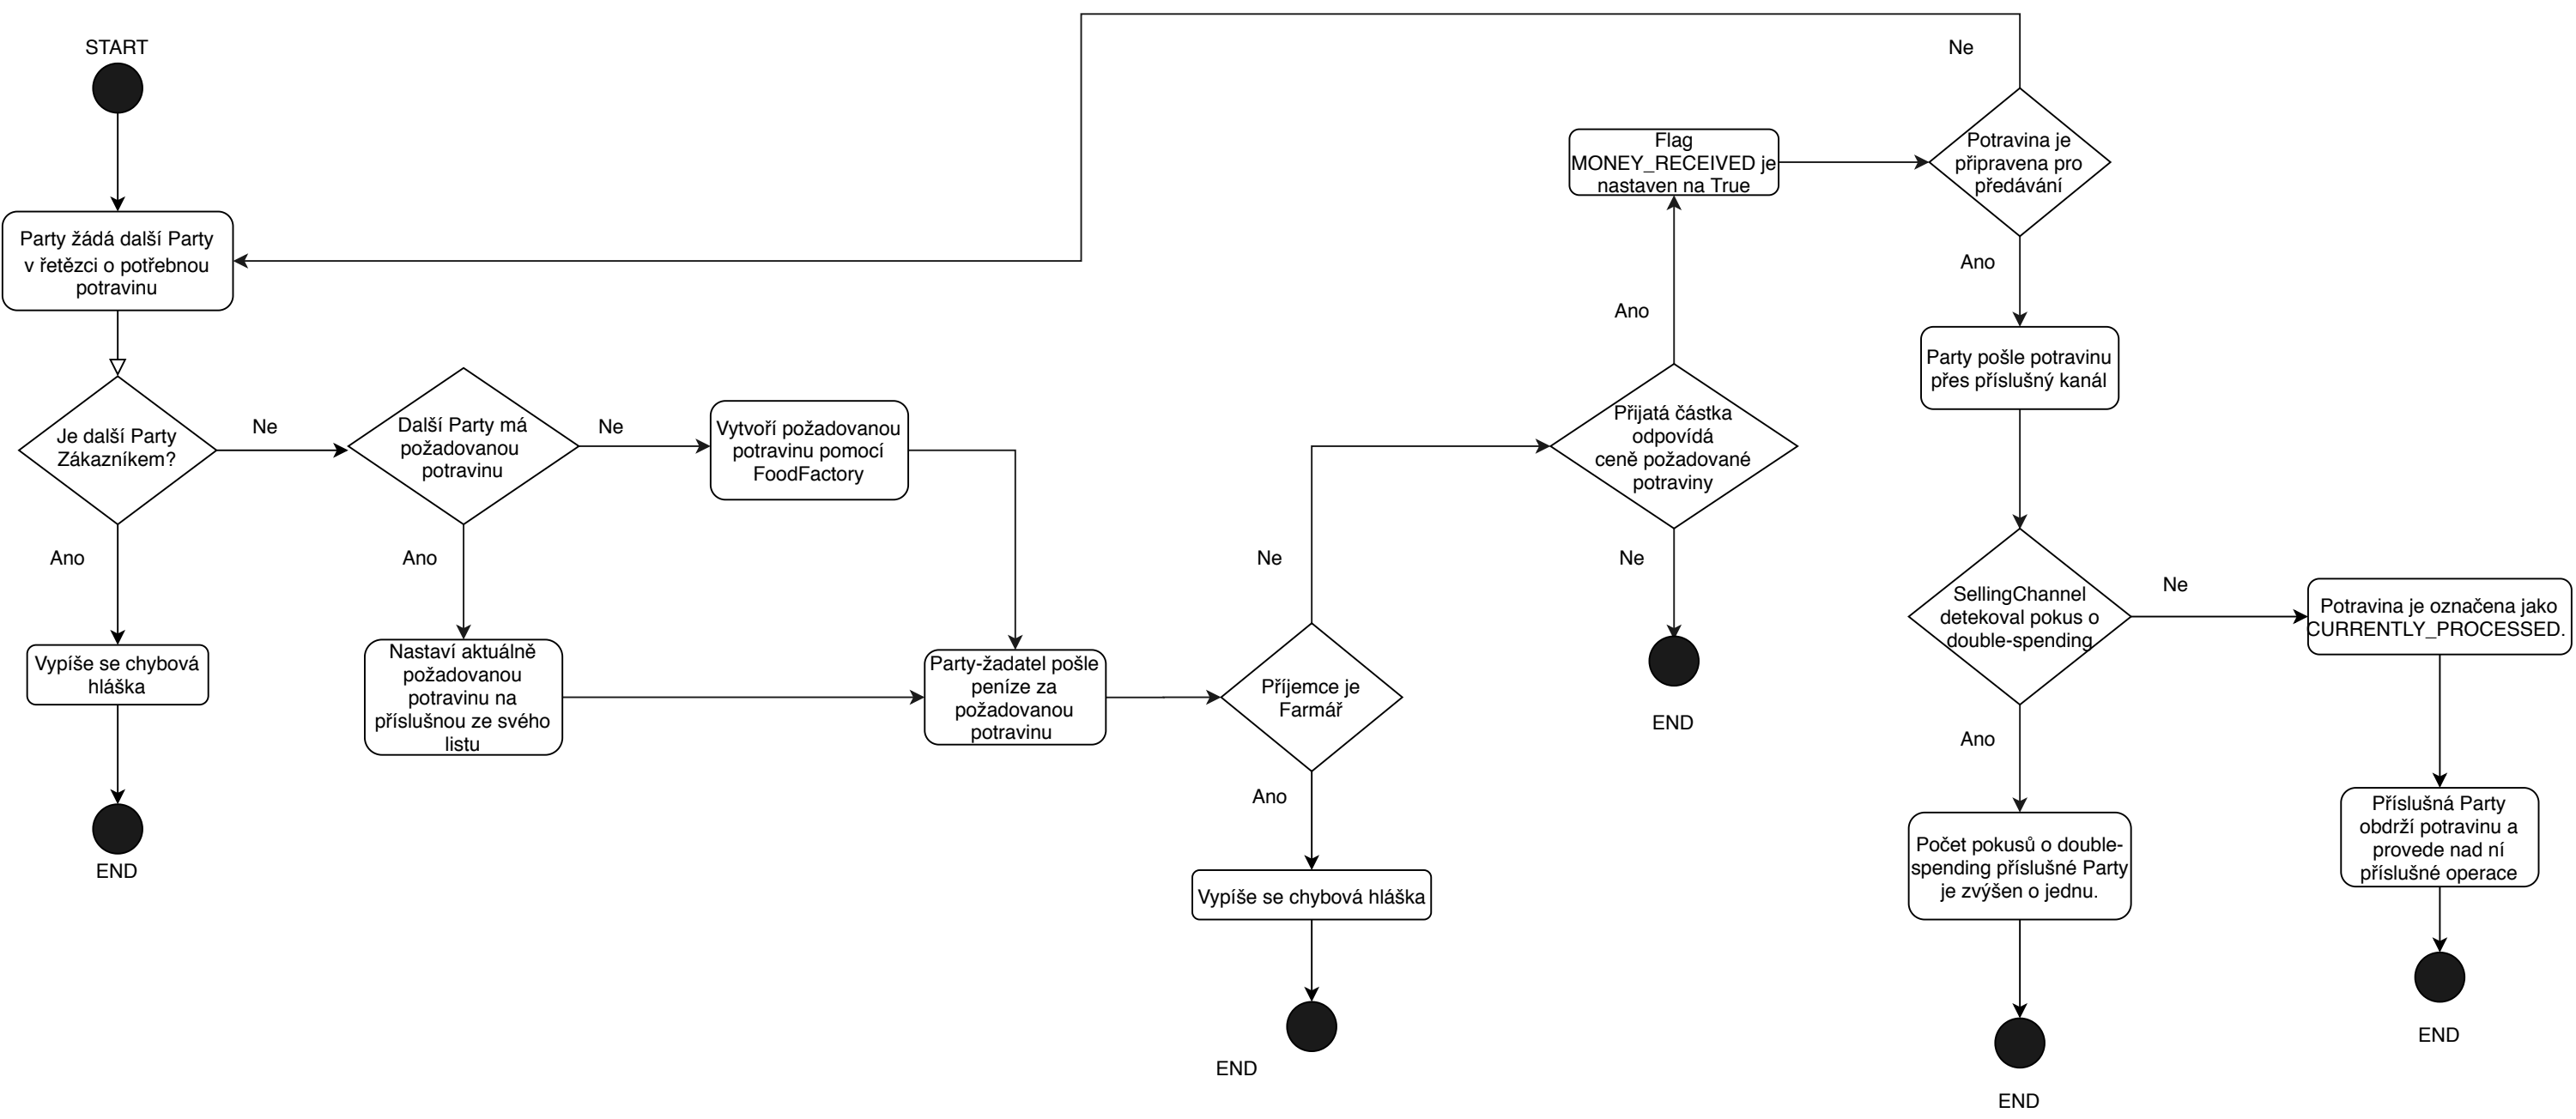 START
Party žádá další Party
v řetězci o potřebnou
potravinu
Je další Party
Zákazníkem?
Ne
Ano
Vypíše se chybová
hláška
END
Další Party má
požadovanou
potravinu
Ne
Ano
Vytvoří požadovanou
potravinu pomocí
FoodFactory
Nastaví aktuálně
požadovanou
potravinu na
příslušnou ze svého
listu
Party-žadatel pošle
peníze za
požadovanou
potravinu
Příjemce je
Farmář
Ne
Ano
Vypíše se chybová hláška
END
Přijatá částka
odpovídá
ceně požadované
potraviny
Ano
Ne
END
Flag
MONEY_RECEIVED je
nastaven na True
Potravina je
připravena pro
předávání
Ne
Ano
Party pošle potravinu
přes příslušný kanál
SellingChannel
detekoval pokus o
double-spending
Ne
Ano
Počet pokusů o double-
spending příslušné Party
je zvýšen o jednu.
END
Potravina je označena jako
CURRENTLY_PROCESSED.
Příslušná Party
obdrží potravinu a
provede nad ní
příslušné operace
END